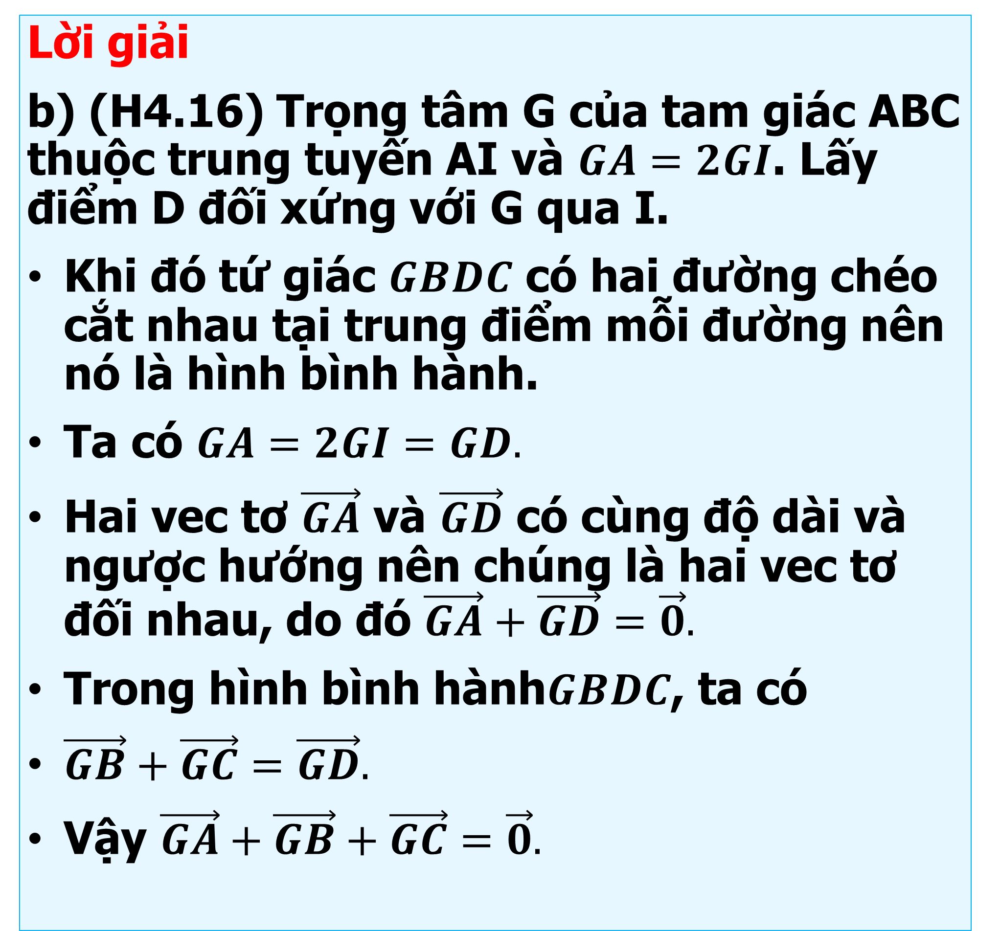 Lời giải
b) (H4.16) Trọng tâm G của tam giác ABC
thuộc trung tuyến AI và $GA = 2GI$. Lấy
điểm D đối xứng với G qua I.
• Khi đó tứ giác $GBDC$ có hai đường chéo
cắt nhau tại trung điểm mỗi đường nên
nó là hình bình hành.
• Ta có $GA = 2GI = GD$.
• Hai vec tơ $\overrightarrow{GA}$ và $\overrightarrow{GD}$ có cùng độ dài và
ngược hướng nên chúng là hai vec tơ
đối nhau, do đó $\overrightarrow{GA} + \overrightarrow{GD} = \overrightarrow{0}$.
• Trong hình bình hành$GBDC$, ta có
• $\overrightarrow{GB} + \overrightarrow{GC} = \overrightarrow{GD}$.
• Vậy $\overrightarrow{GA} + \overrightarrow{GB} + \overrightarrow{GC} = \overrightarrow{0}$.